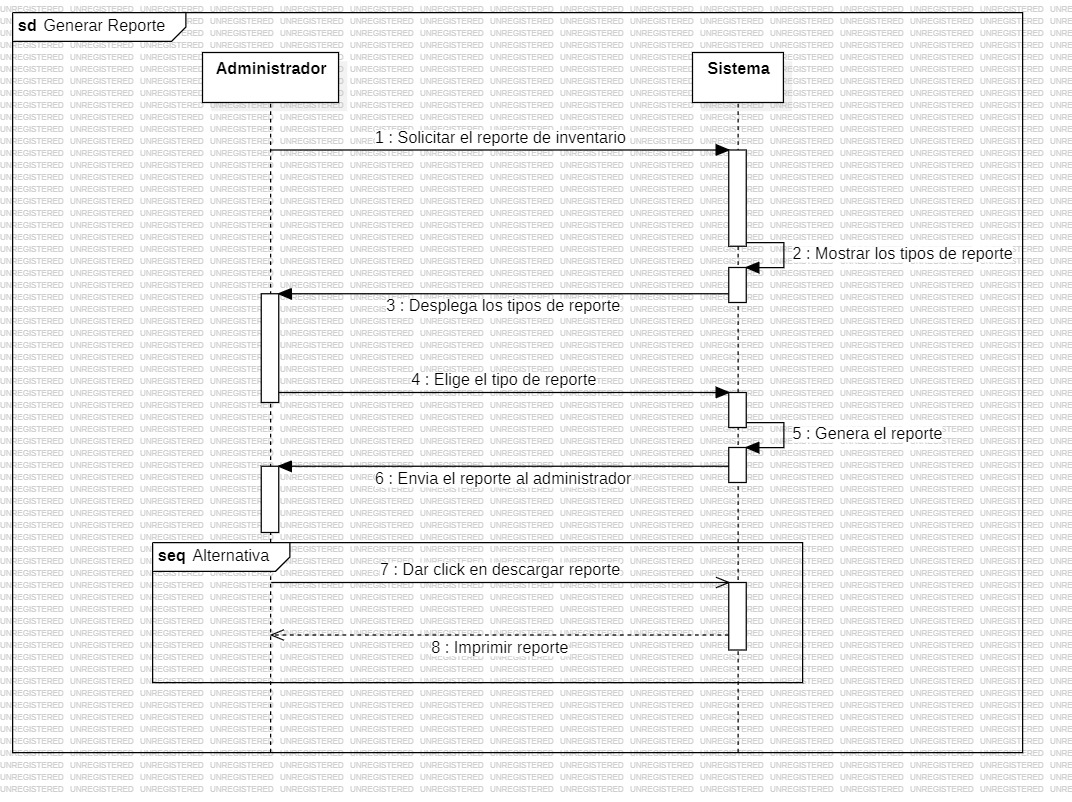 sd Generar Reporte
Administrador
Sistema
1 : Solicitar el reporte de inventario
2 : Mostrar los tipos de reporte
3 : Desplega los tipos de reporte
4 : Elige el tipo de reporte
5 : Genera el reporte
6 : Envia el reporte al administrador
seq Alternativa
7 : Dar click en descargar reporte
8 : Imprimir reporte
UNREGISTERED